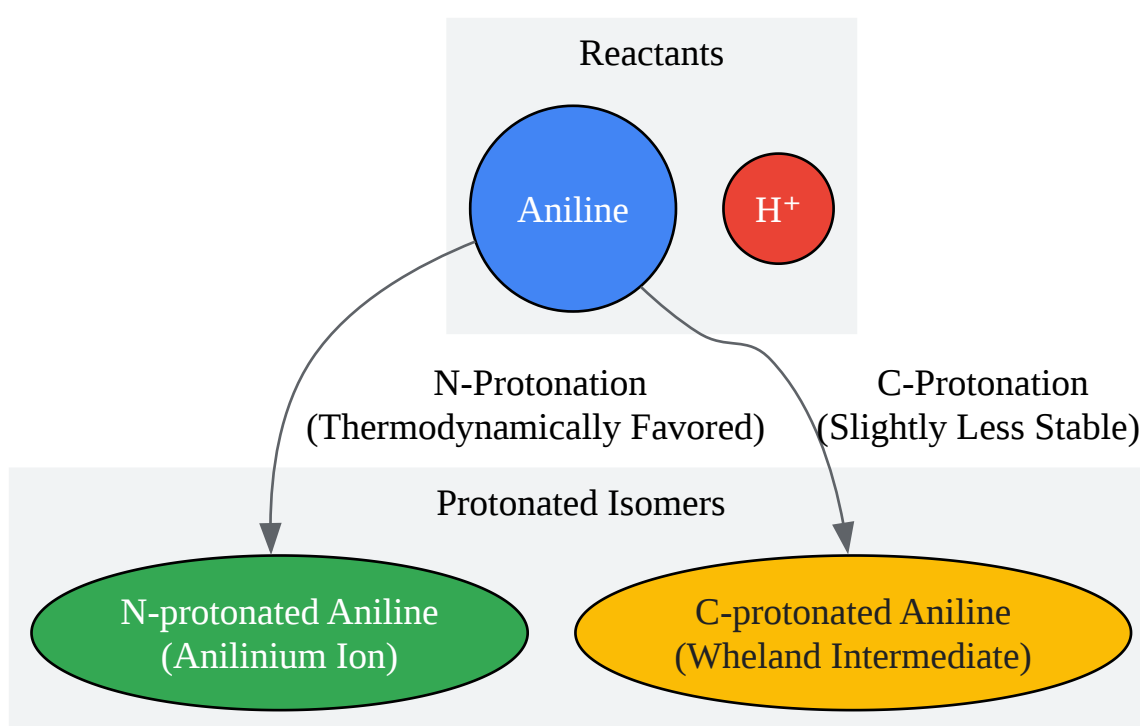 Reactants
Aniline
H⁺
N-Protonation
(Thermodynamically Favored)
C-Protonation
(Slightly Less Stable)
Protonated Isomers
N-protonated Aniline
(Anilinium Ion)
C-protonated Aniline
(Wheland Intermediate)